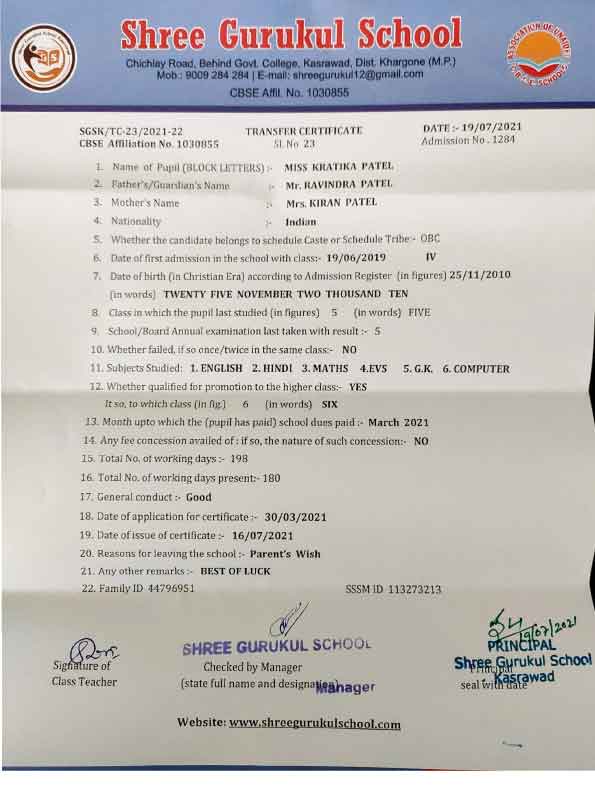 Shree Gurukul School
Chichlay Road, Behind Govt. College, Kasrawad, Dist. Khargone (M.P.)
Mob.: 9009 284 284 | E-mail: shreegurukul12@gmail.com
CBSE Affil. No. 1030855
SGSK/TC-23/2021-22 TRANSFER CERTIFICATE DATE :- 19/07/2021
CBSE Affiliation No. 1030855 Sl. No 23 Admission No. 1284
1. Name of Pupil (BLOCK LETTERS) :- MISS KRATIKA PATEL
2. Father's/Guardian's Name :- Mr. RAVINDRA PATEL
3. Mother's Name :- Mrs. KIRAN PATEL
4. Nationality :- Indian
5. Whether the candidate belongs to schedule Caste or Schedule Tribe:- OBC
6. Date of first admission in the school with class:- 19/06/2019 IV
7. Date of birth (in Christian Era) according to Admission Register (in figures) 25/11/2010
(in words) TWENTY FIVE NOVEMBER TWO THOUSAND TEN
8. Class in which the pupil last studied (in figures) 5 (in words) FIVE
9. School/Board Annual examination last taken with result :- 5
10. Whether failed, if so once/twice in the same class:- NO
11. Subjects Studied: 1. ENGLISH 2. HINDI 3. MATHS 4.EVS 5. G.K. 6. COMPUTER
12. Whether qualified for promotion to the higher class:- YES
It so, to which class (in fig.) 6 (in words) SIX
13. Month upto which the (pupil has paid) school dues paid :- March 2021
14. Any fee concession availed of : if so, the nature of such concession:- NO
15. Total No. of working days :- 198
16. Total No. of working days present:- 180
17. General conduct :- Good
18. Date of application for certificate :- 30/03/2021
19. Date of issue of certificate :- 16/07/2021
20. Reasons for leaving the school :- Parent's Wish
21. Any other remarks :- BEST OF LUCK
22. Family ID 44796951 SSSM ID 113273213
19/07/2021
SHREE GURUKUL SCHOOL PRINCIPAL
Signature of Checked by Manager Principal Shree Gurukul School
Class Teacher (state full name and designation) Manager seal with date Kasrawad
Website: www.shreegurukulschool.com